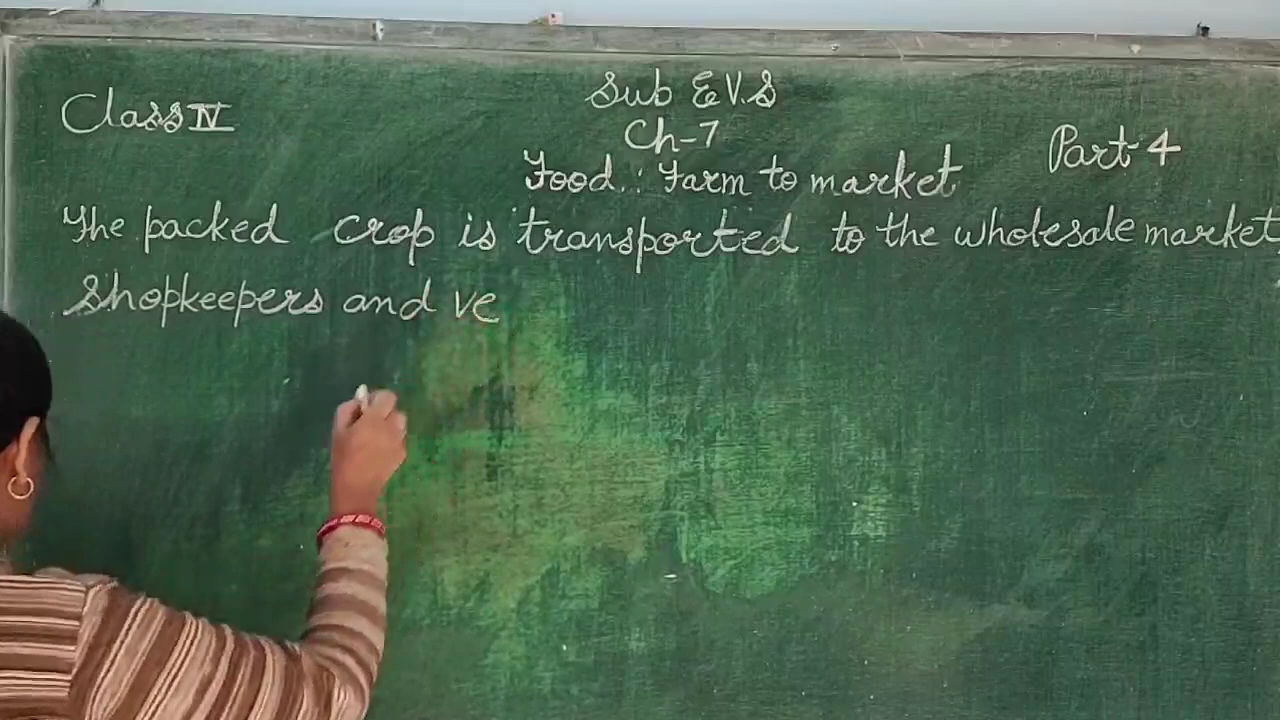 Sub E.V.S
Class IV
Ch-7
Part-4
Food : Farm to market
The packed crop is transported to the wholesale market,
Shopkeepers and ve